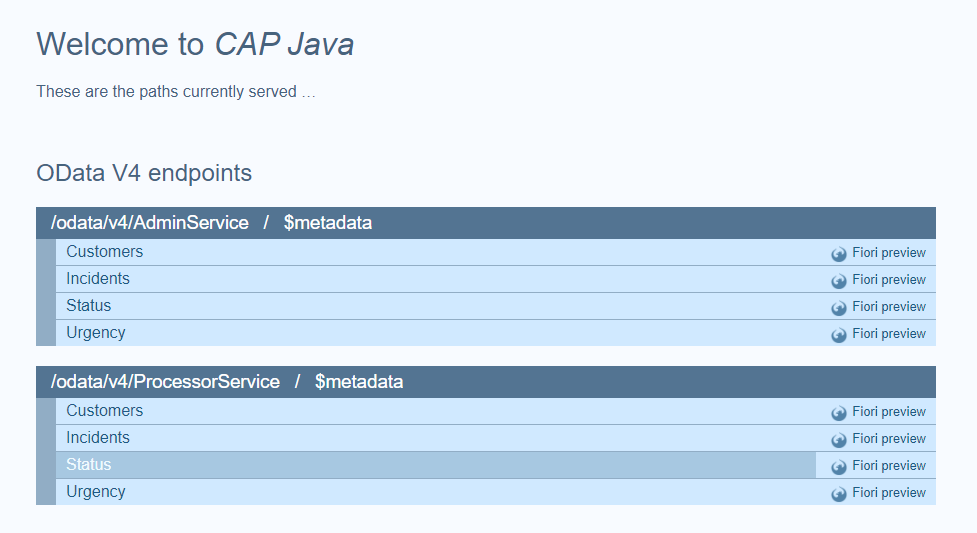 Welcome to CAP Java
These are the paths currently served …
OData V4 endpoints
/odata/v4/AdminService / $metadata
Customers Fiori preview
Incidents Fiori preview
Status Fiori preview
Urgency Fiori preview
/odata/v4/ProcessorService / $metadata
Customers Fiori preview
Incidents Fiori preview
Status Fiori preview
Urgency Fiori preview